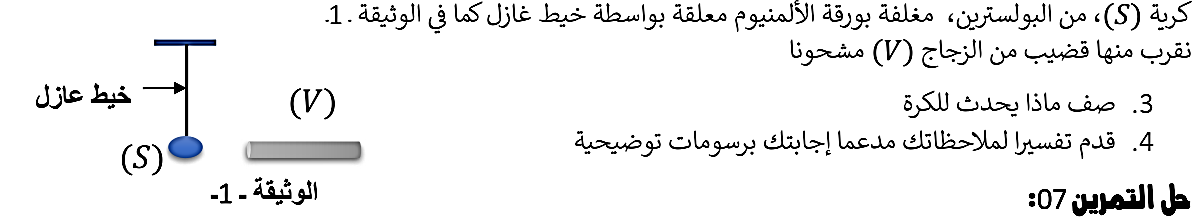 كرية (S)، من البولسترين، مغلفة بورقة الألمنيوم معلقة بواسطة خيط غازل كما في الوثيقة ـ 1ـ
نقرب منها قضيب من الزجاج (V) مشحونا
3. صف ماذا يحدث للكرة
4. قدم تفسيرا لملاحظاتك مدعما إجابتك برسومات توضيحية
خيط عازل
(V)
(S)
الوثيقة ـ 1-
حل التمرين 07: